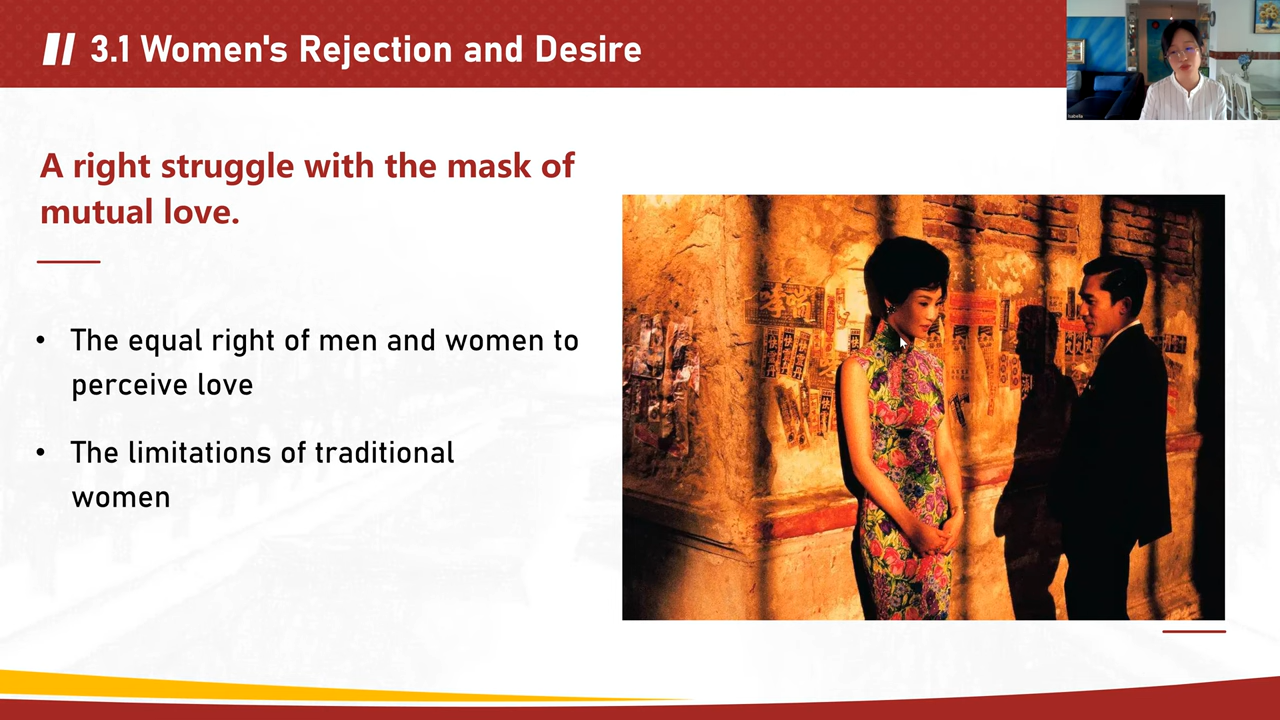 3.1 Women's Rejection and Desire
A right struggle with the mask of
mutual love.
• The equal right of men and women to
perceive love
• The limitations of traditional
women